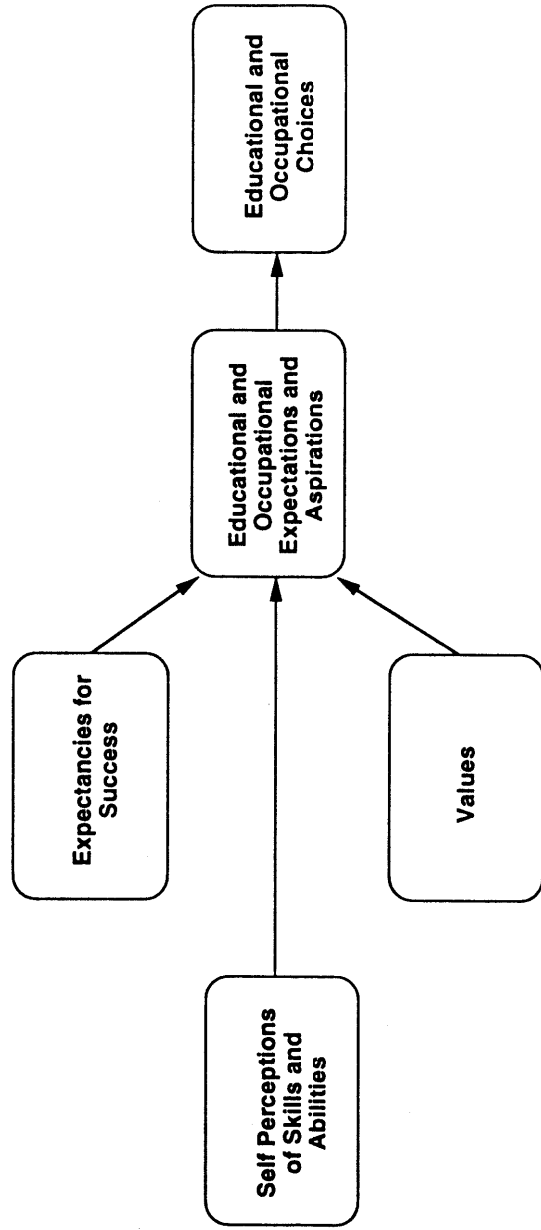 Self Perceptions
of Skills and
Abilities
Expectancies for
Success
Values
Educational and
Occupational
Expectations and
Aspirations
Educational and
Occupational
Choices